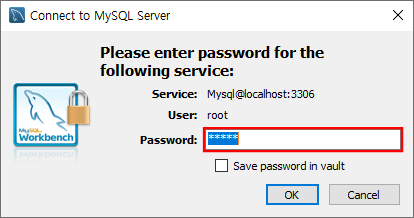 Connect to MySQL Server
Please enter password for the
following service:
Service: Mysql@localhost:3306
User: root
Password: *****
Save password in vault
OK Cancel
MySQL
Workbench